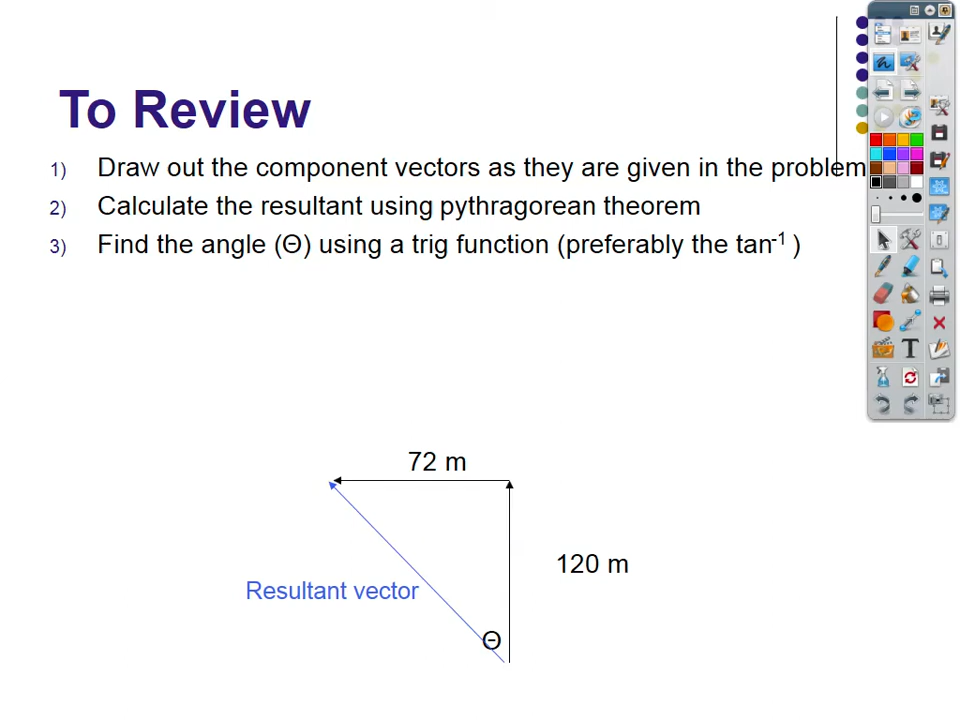 To Review
1) Draw out the component vectors as they are given in the problem
2) Calculate the resultant using pythragorean theorem
3) Find the angle (Θ) using a trig function (preferably the tan⁻¹ )
72 m
120 m
Resultant vector
Θ